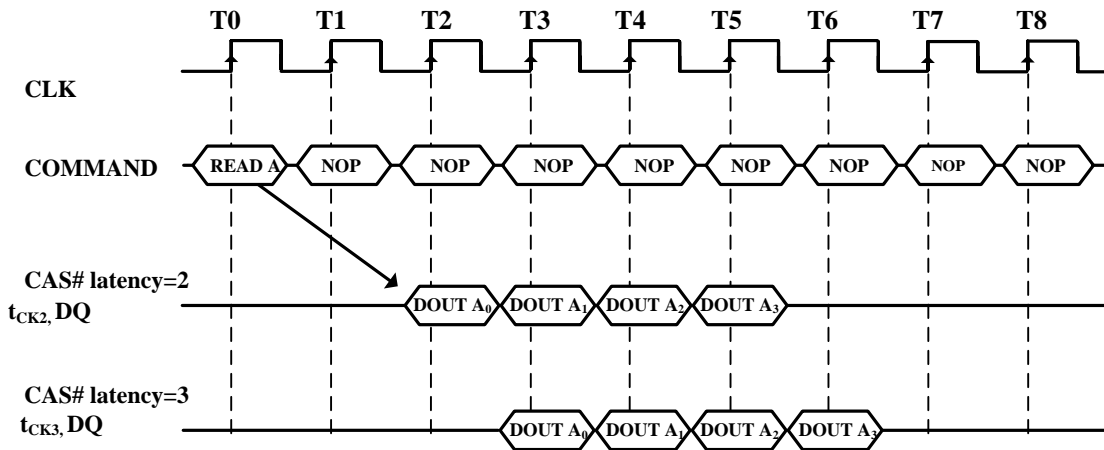 T0 T1 T2 T3 T4 T5 T6 T7 T8
CLK
COMMAND READ A NOP NOP NOP NOP NOP NOP NOP NOP
CAS# latency=2
tCK2, DQ DOUT A0 DOUT A1 DOUT A2 DOUT A3
CAS# latency=3
tCK3, DQ DOUT A0 DOUT A1 DOUT A2 DOUT A3